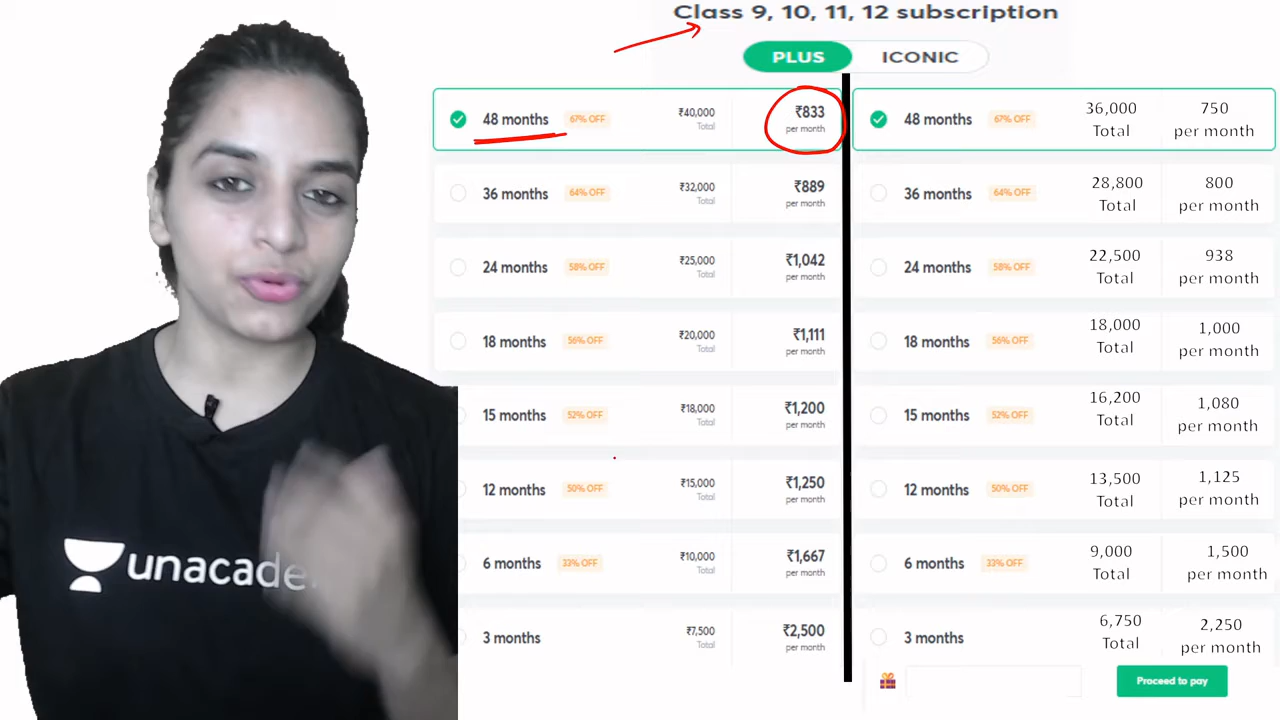 Class 9, 10, 11, 12 subscription
PLUS
ICONIC
48 months 67% OFF ₹40,000 Total ₹833 per month
36 months 64% OFF ₹32,000 Total ₹889 per month
24 months 58% OFF ₹25,000 Total ₹1,042 per month
18 months 56% OFF ₹20,000 Total ₹1,111 per month
15 months 52% OFF ₹18,000 Total ₹1,200 per month
12 months 50% OFF ₹15,000 Total ₹1,250 per month
6 months 33% OFF ₹10,000 Total ₹1,667 per month
3 months ₹7,500 Total ₹2,500 per month
48 months 67% OFF 36,000 Total 750 per month
36 months 64% OFF 28,800 Total 800 per month
24 months 58% OFF 22,500 Total 938 per month
18 months 56% OFF 18,000 Total 1,000 per month
15 months 52% OFF 16,200 Total 1,080 per month
12 months 50% OFF 13,500 Total 1,125 per month
6 months 33% OFF 9,000 Total 1,500 per month
3 months 6,750 Total 2,250 per month
Proceed to pay
unacade